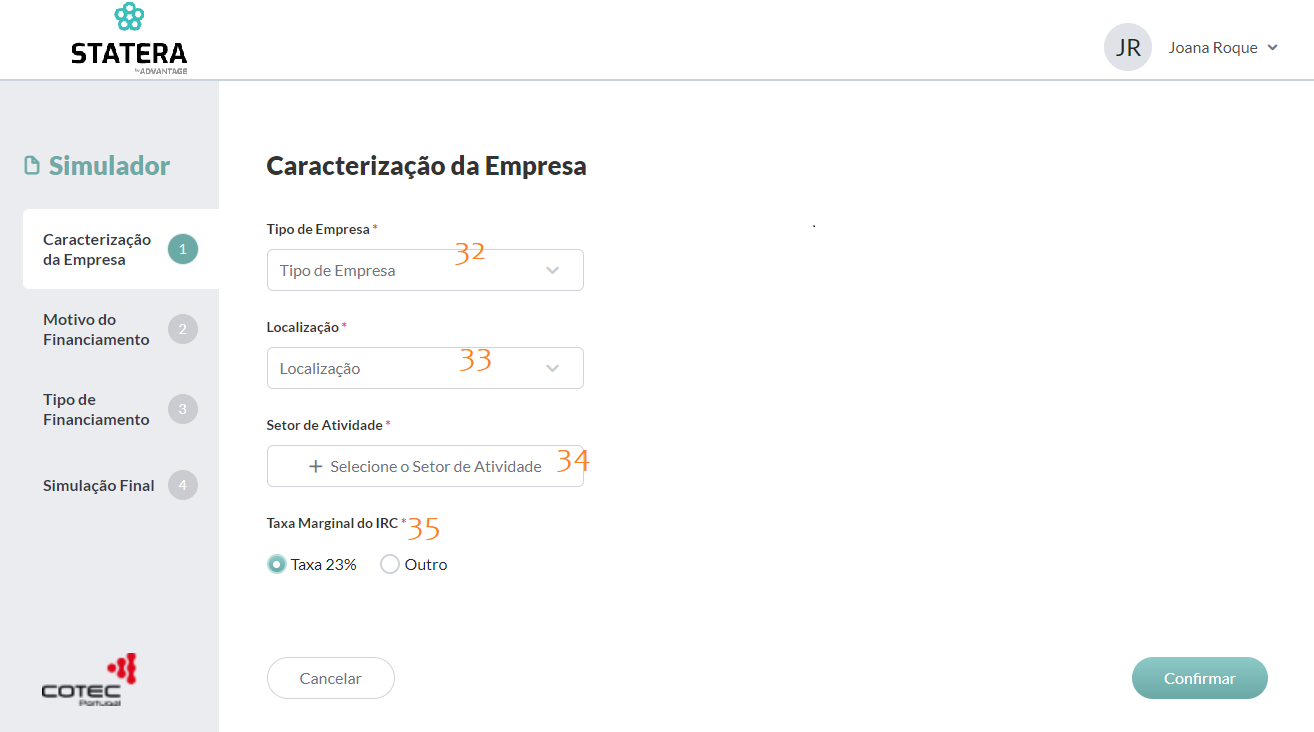 STATERA
by ADVANTAGE
JR Joana Roque
Simulador
Caracterização
da Empresa
1
Motivo do
Financiamento
2
Tipo de
Financiamento
3
Simulação Final
4
COTEC
Portugal
Caracterização da Empresa
Tipo de Empresa *
32
Tipo de Empresa
Localização *
33
Localização
Setor de Atividade *
+ Selecione o Setor de Atividade 34
Taxa Marginal do IRC * 35
Taxa 23% Outro
.
Cancelar Confirmar